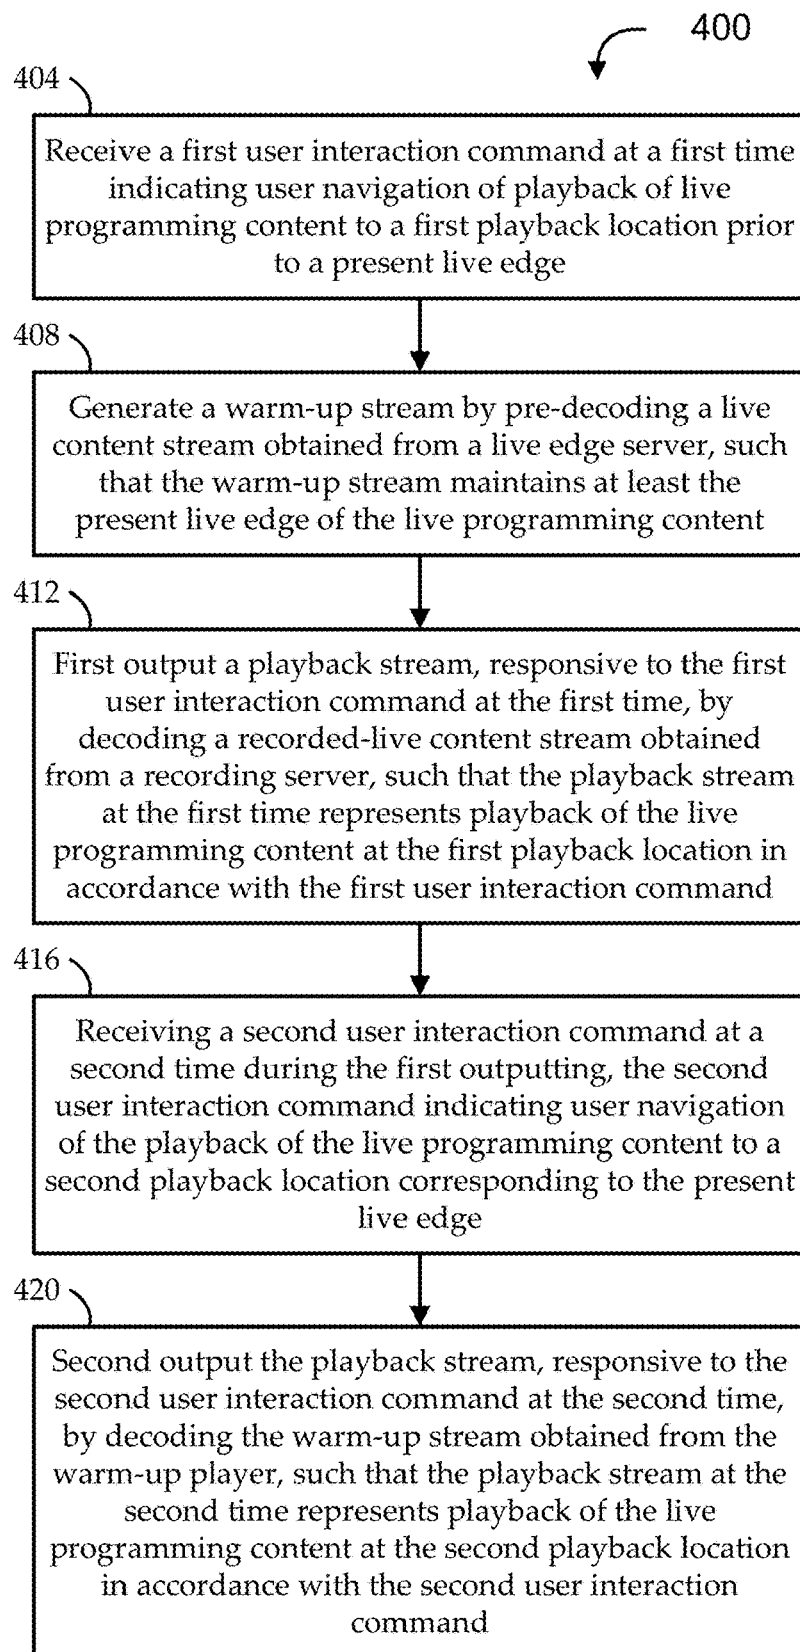 400
404
Receive a first user interaction command at a first time
indicating user navigation of playback of live
programming content to a first playback location prior
to a present live edge
408
Generate a warm-up stream by pre-decoding a live
content stream obtained from a live edge server, such
that the warm-up stream maintains at least the
present live edge of the live programming content
412
First output a playback stream, responsive to the first
user interaction command at the first time, by
decoding a recorded-live content stream obtained
from a recording server, such that the playback stream
at the first time represents playback of the live
programming content at the first playback location in
accordance with the first user interaction command
416
Receiving a second user interaction command at a
second time during the first outputting, the second
user interaction command indicating user navigation
of the playback of the live programming content to a
second playback location corresponding to the present
live edge
420
Second output the playback stream, responsive to the
second user interaction command at the second time,
by decoding the warm-up stream obtained from the
warm-up player, such that the playback stream at the
second time represents playback of the live
programming content at the second playback location
in accordance with the second user interaction
command